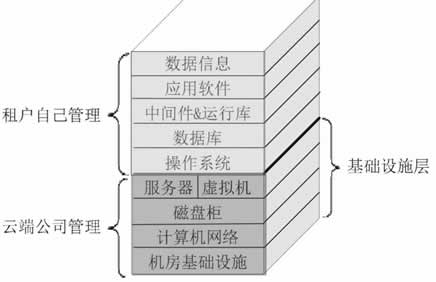 数据信息
应用软件
中间件&运行库
数据库
操作系统
服务器 虚拟机
磁盘柜
计算机网络
机房基础设施
租户自己管理
云端公司管理
基础设施层